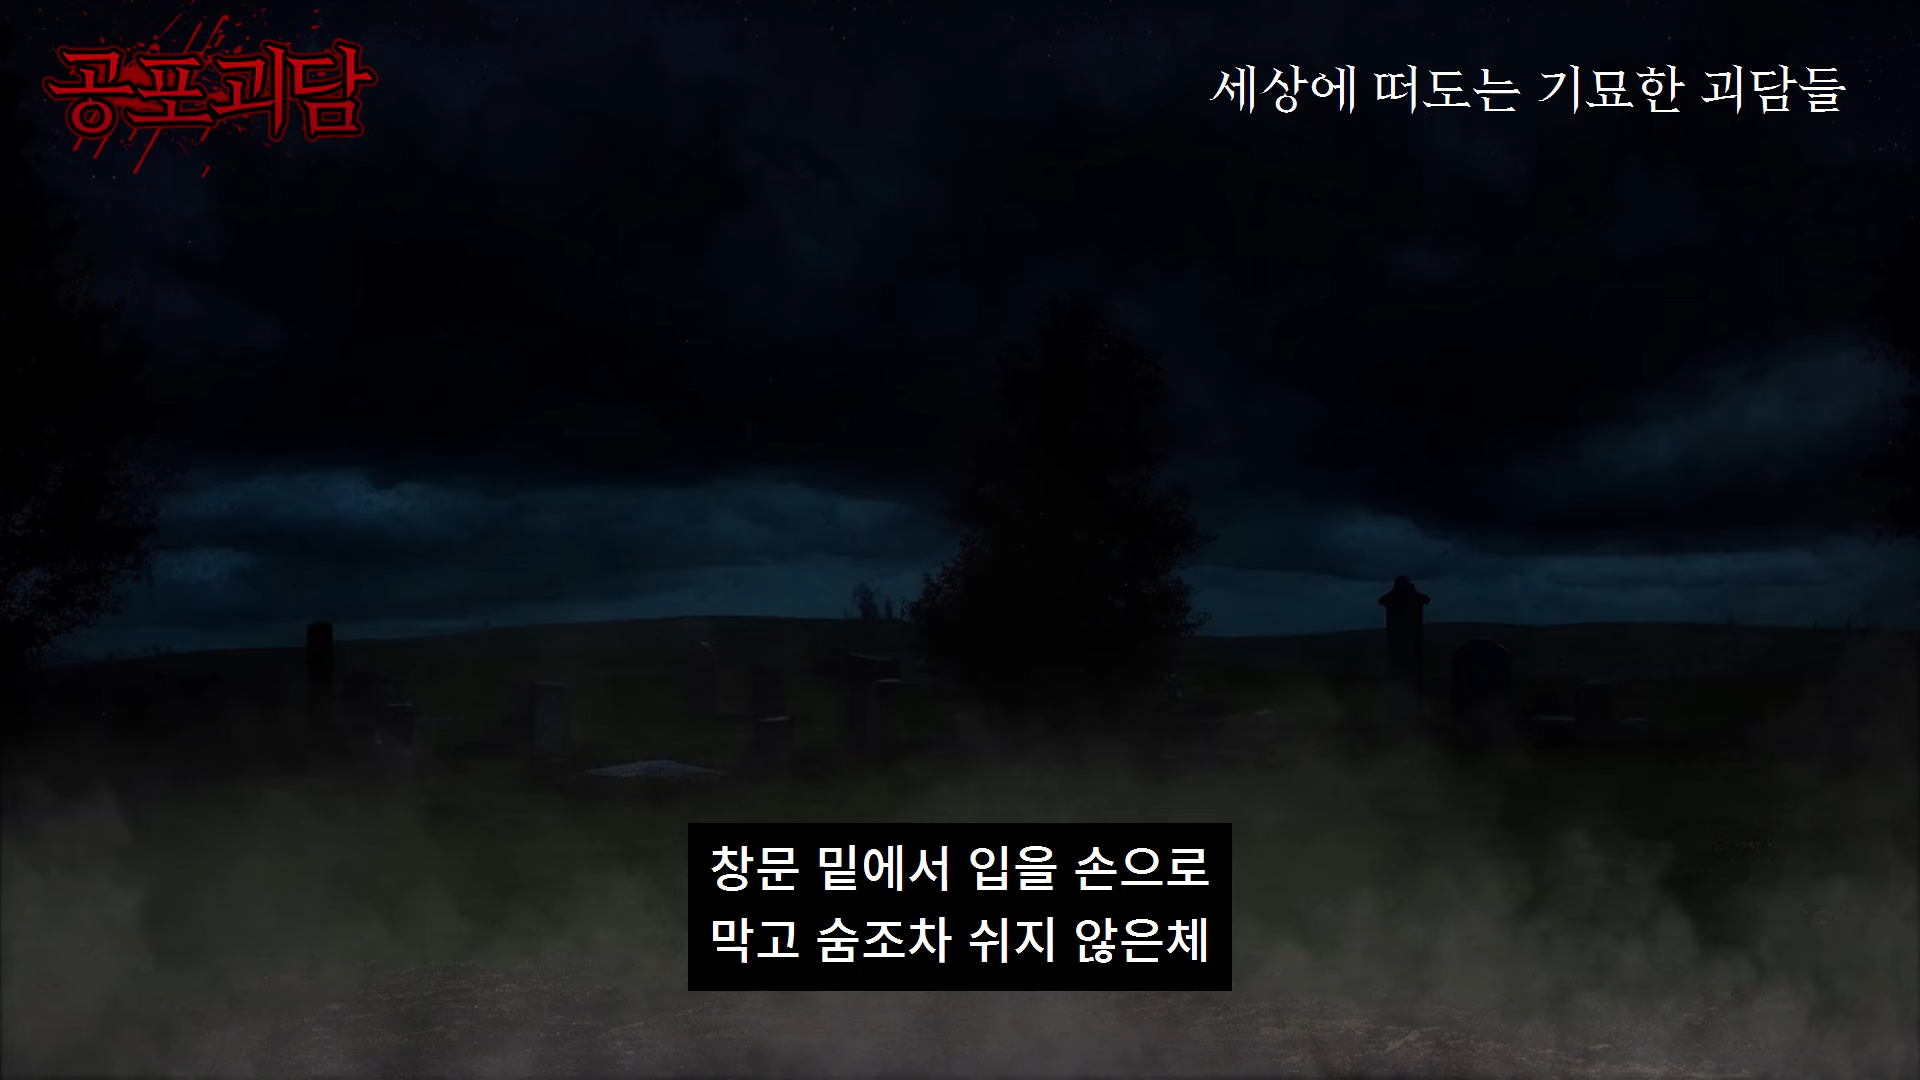 공포괴담
세상에 떠도는 기묘한 괴담들
창문 밑에서 입을 손으로
막고 숨조차 쉬지 않은체